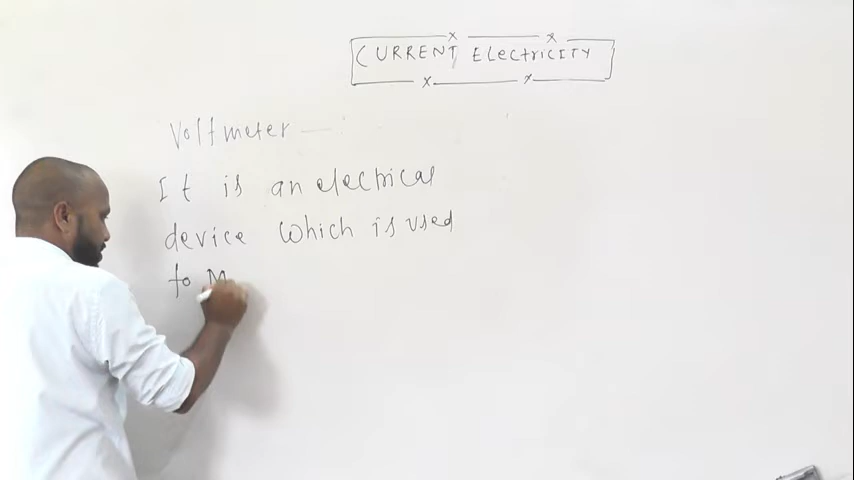 CURRENT ELECTRICITY
Voltmeter —
It is an electrical
device which is used
to M